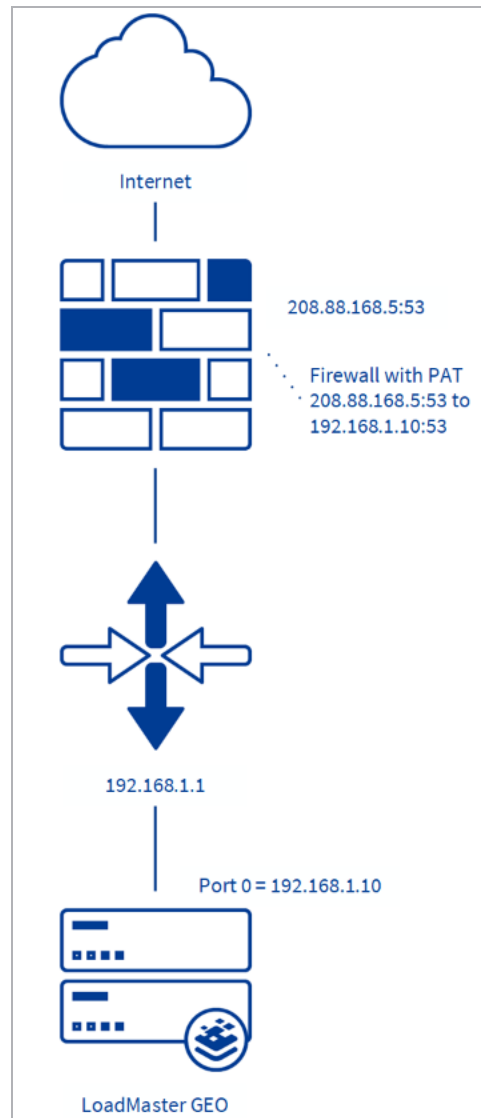 Internet
208.88.168.5:53
Firewall with PAT
208.88.168.5:53 to
192.168.1.10:53
192.168.1.1
Port 0 = 192.168.1.10
LoadMaster GEO